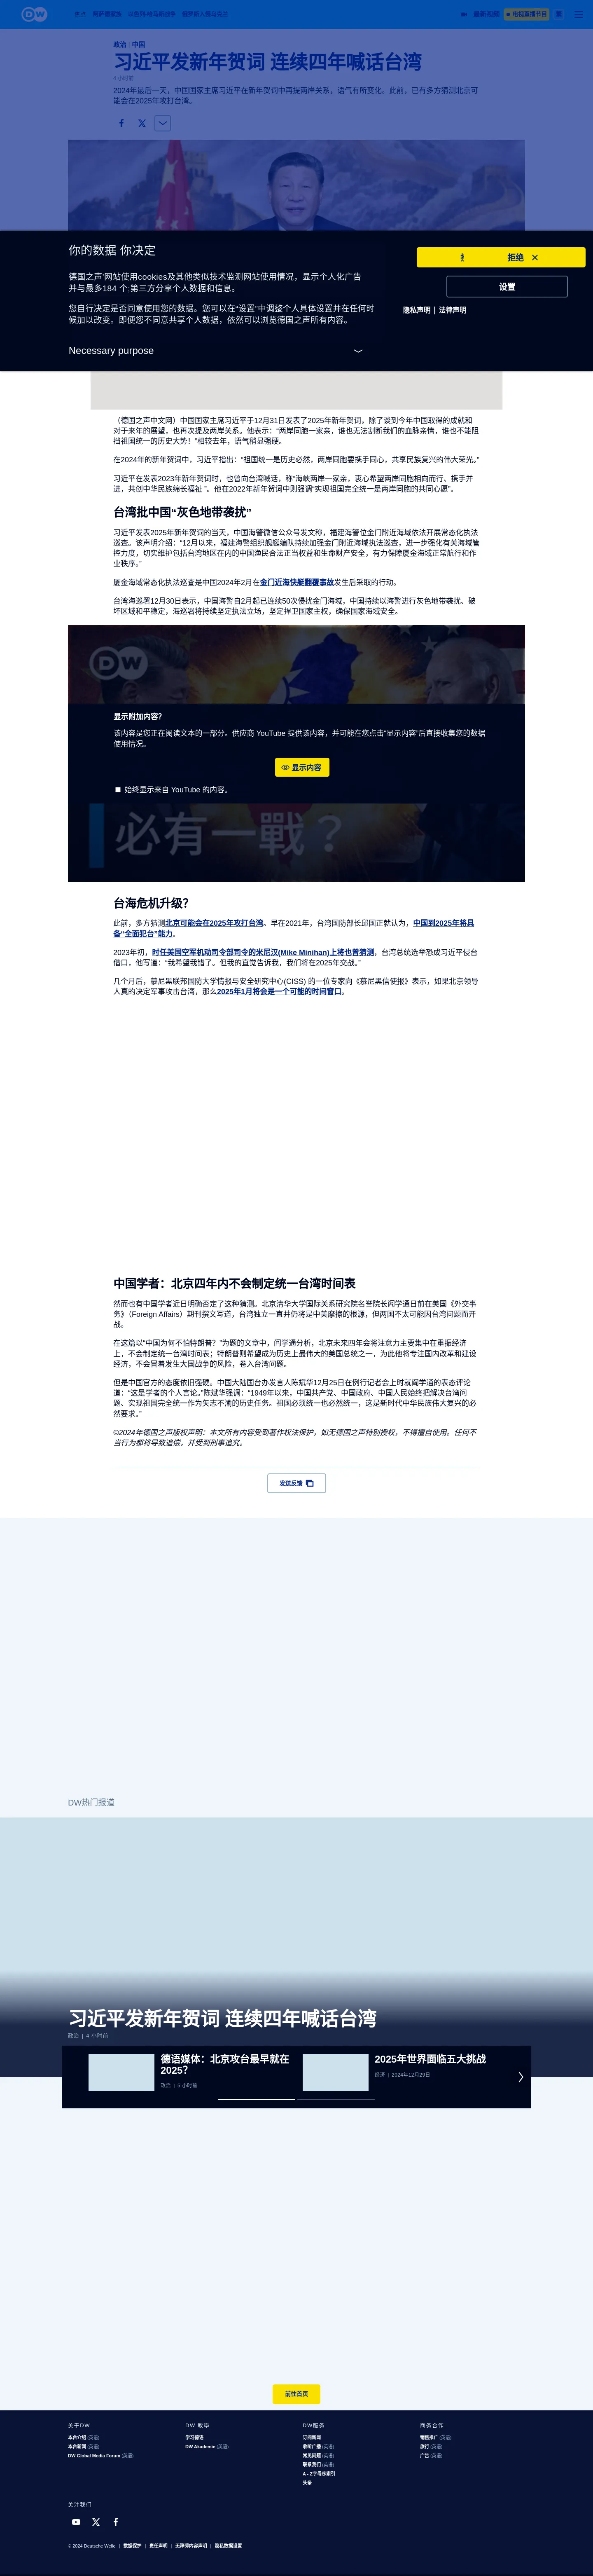 DW
最新视频
电视直播节目
政治 | 中国
习近平发新年贺词 连续四年喊话台湾
4 小时前
2024年最后一天，中国国家主席习近平在新年贺词中再提两岸关系，语气有所变化。此前，已有多方猜测北京可
能会在2025年攻打台湾。
你的数据 你决定
德国之声'网站使用cookies及其他类似技术监测网站使用情况，显示个人化广告
并与最多184 个;第三方分享个人数据和信息。
您自行决定是否同意使用您的数据。您可以在“设置”中调整个人具体设置并在任何时
候加以改变。即便您不同意共享个人数据，依然可以浏览德国之声所有内容。
Necessary purpose
拒绝
设置
隐私声明 | 法律声明
（德国之声中文网）中国国家主席习近平于12月31日发表了2025年新年贺词，除了谈到今年中国取得的成就和
对于来年的展望，也再次提及两岸关系。他表示：“两岸同胞一家亲，谁也无法割断我们的血脉亲情，谁也不能阻
挡祖国统一的历史大势！”相较去年，语气稍显强硬。
在2024年的新年贺词中，习近平指出：“祖国统一是历史必然，两岸同胞要携手同心，共享民族复兴的伟大荣光。”
习近平在发表2023年新年贺词时，也曾向台湾喊话，称“海峡两岸一家亲，衷心希望两岸同胞相向而行、携手并
进，共创中华民族绵长福祉 ”。他在2022年新年贺词中则强调“实现祖国完全统一是两岸同胞的共同心愿”。
台湾批中国“灰色地带袭扰”
习近平发表2025年新年贺词的当天，中国海警微信公众号发文称，福建海警位金门附近海域依法开展常态化执法
巡查。该声明介绍：“12月以来，福建海警组织舰艇编队持续加强金门附近海域执法巡查，进一步强化有关海域管
控力度，切实维护包括台湾地区在内的中国渔民合法正当权益和生命财产安全，有力保障厦金海域正常航行和作
业秩序。”
厦金海域常态化执法巡查是中国2024年2月在金门近海快艇翻覆事故发生后采取的行动。
台湾海巡署12月30日表示，中国海警自2月起已连续50次侵扰金门海域，中国持续以海警进行灰色地带袭扰、破
坏区域和平稳定，海巡署将持续坚定执法立场，坚定捍卫国家主权，确保国家海域安全。
DW
显示附加内容？
该内容是您正在阅读文本的一部分。供应商 YouTube 提供该内容，并可能在您点击“显示内容”后直接收集您的数据
使用情况。
显示内容
始终显示来自 YouTube 的内容。
必有一戰？
台海危机升级？
此前，多方猜测北京可能会在2025年攻打台湾。早在2021年，台湾国防部长邱国正就认为，中国到2025年将具
备“全面犯台”能力。
2023年初，时任美国空军机动司令部司令的米尼汉(Mike Minihan)上将也曾猜测，台湾总统选举恐成习近平侵台
借口，他写道：“我希望我错了。但我的直觉告诉我，我们将在2025年交战。”
几个月后，慕尼黑联邦国防大学情报与安全研究中心(CISS) 的一位专家向《慕尼黑信使报》表示，如果北京领导
人真的决定军事攻击台湾，那么2025年1月将会是一个可能的时间窗口。
中国学者：北京四年内不会制定统一台湾时间表
然而也有中国学者近日明确否定了这种猜测。北京清华大学国际关系研究院名誉院长阎学通日前在美国《外交事
务》（Foreign Affairs）期刊撰文写道，台湾独立一直并仍将是中美摩擦的根源，但两国不太可能因台湾问题而开
战。
在这篇以“中国为何不怕特朗普？”为题的文章中，阎学通分析，北京未来四年会将注意力主要集中在重振经济
上，不会制定统一台湾时间表；特朗普则希望成为历史上最伟大的美国总统之一，为此他将专注国内改革和建设
经济，不会冒着发生大国战争的风险，卷入台湾问题。
但是中国官方的态度依旧强硬。中国大陆国台办发言人陈斌华12月25日在例行记者会上时就阎学通的表态评论
道：“这是学者的个人言论。”陈斌华强调：“1949年以来，中国共产党、中国政府、中国人民始终把解决台湾问
题、实现祖国完全统一作为矢志不渝的历史任务。祖国必须统一也必然统一，这是新时代中华民族伟大复兴的必
然要求。”
©2024年德国之声版权声明：本文所有内容受到著作权法保护，如无德国之声特别授权，不得擅自使用。任何不
当行为都将导致追偿，并受到刑事追究。
发送反馈
DW热门报道
习近平发新年贺词 连续四年喊话台湾
政治 | 4 小时前
德语媒体：北京攻台最早就在
2025？
政治 | 5 小时前
2025年世界面临五大挑战
经济 | 2024年12月29日
前往首页
关于DW
本台介绍 (英语)
本台新闻 (英语)
DW Global Media Forum (英语)
DW 教学
学习德语
DW Akademie (英语)
DW服务
订阅新闻
收听广播 (英语)
常见问题 (英语)
联系我们 (英语)
A - Z字母序索引
头条
商务合作
销售推广 (英语)
旅行 (英语)
广告 (英语)
关注我们
© 2024 Deutsche Welle | 数据保护 | 责任声明 | 无障碍内容声明 | 隐私数据设置